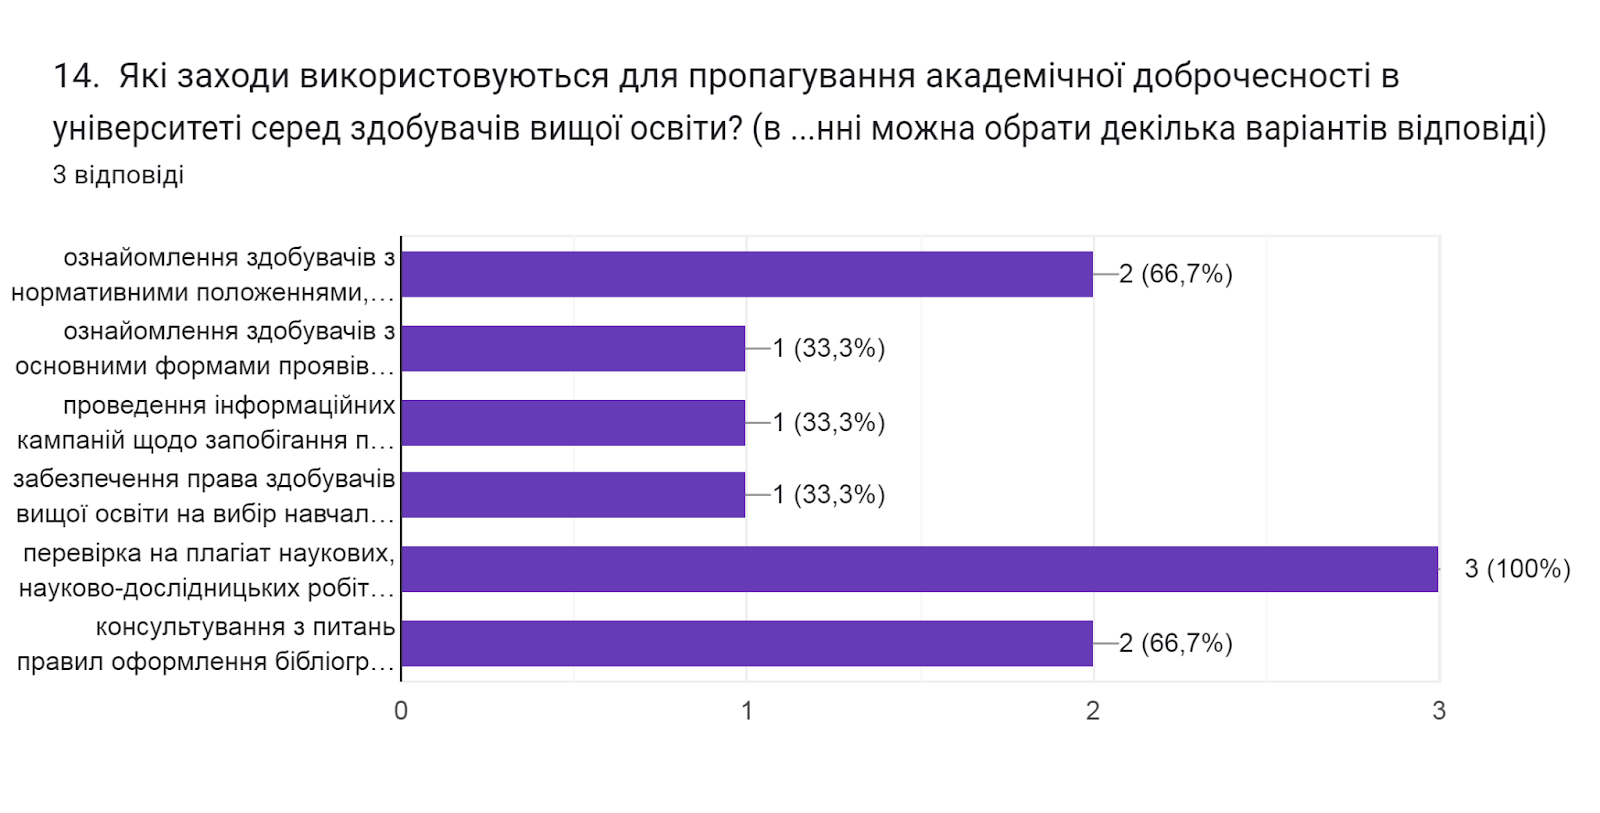 14.  Які заходи використовуються для пропагування академічної доброчесності в
університеті серед здобувачів вищої освіти? (в ...нні можна обрати декілька варіантів відповіді)
3 відповіді
ознайомлення здобувачів з
нормативними положеннями,…
2 (66,7%)
ознайомлення здобувачів з
основними формами проявів…
1 (33,3%)
проведення інформаційних
кампаній щодо запобігання п…
1 (33,3%)
забезпечення права здобувачів
вищої освіти на вибір навчал…
1 (33,3%)
перевірка на плагіат наукових,
науково-дослідницьких робіт…
3 (100%)
консультування з питань
правил оформлення бібліогр…
2 (66,7%)
0 1 2 3